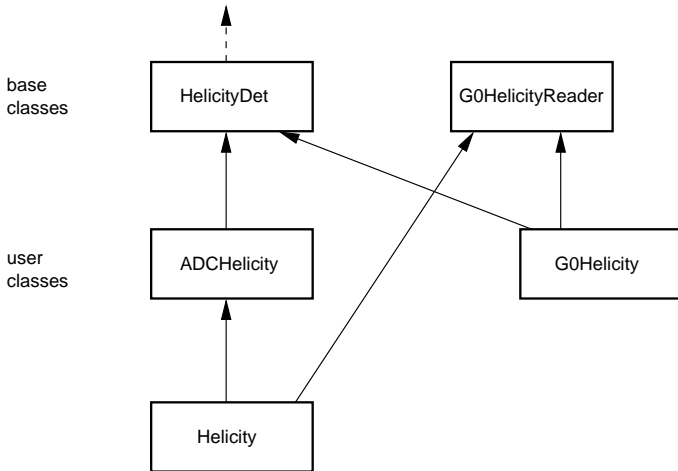 base
classes
HelicityDet
G0HelicityReader
user
classes
ADCHelicity
G0Helicity
Helicity